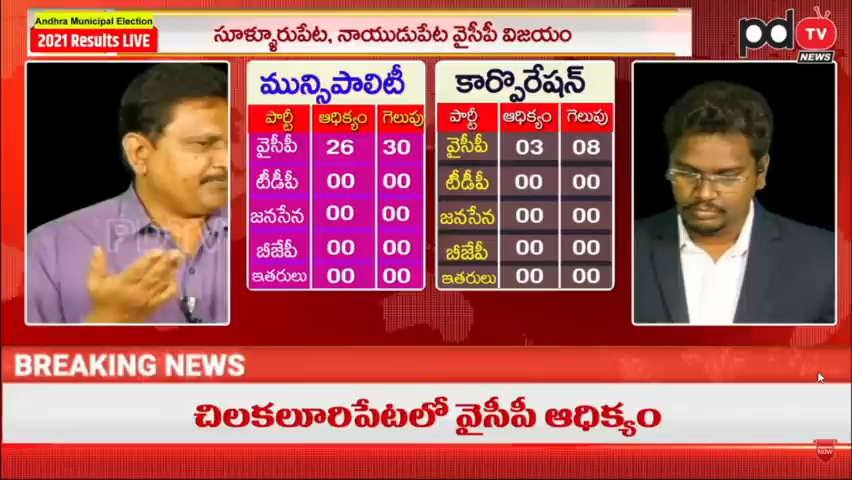 Andhra Municipal Election
2021 Results LIVE
సూళ్ళూరుపేట, నాయుడుపేట వైసీపీ విజయం
pd TV
NEWS
మున్సిపాలిటీ
పార్టీ ఆధిక్యం గెలుపు
వైసీపీ 26 30
టీడీపీ 00 00
జనసేన 00 00
బీజేపీ 00 00
ఇతరులు 00 00
కార్పొరేషన్
పార్టీ ఆధిక్యం గెలుపు
వైసీపీ 03 08
టీడీపీ 00 00
జనసేన 00 00
బీజేపీ 00 00
ఇతరులు 00 00
PDTV
BREAKING NEWS
చిలకలూరిపేటలో వైసీపీ ఆధిక్యం
NOW